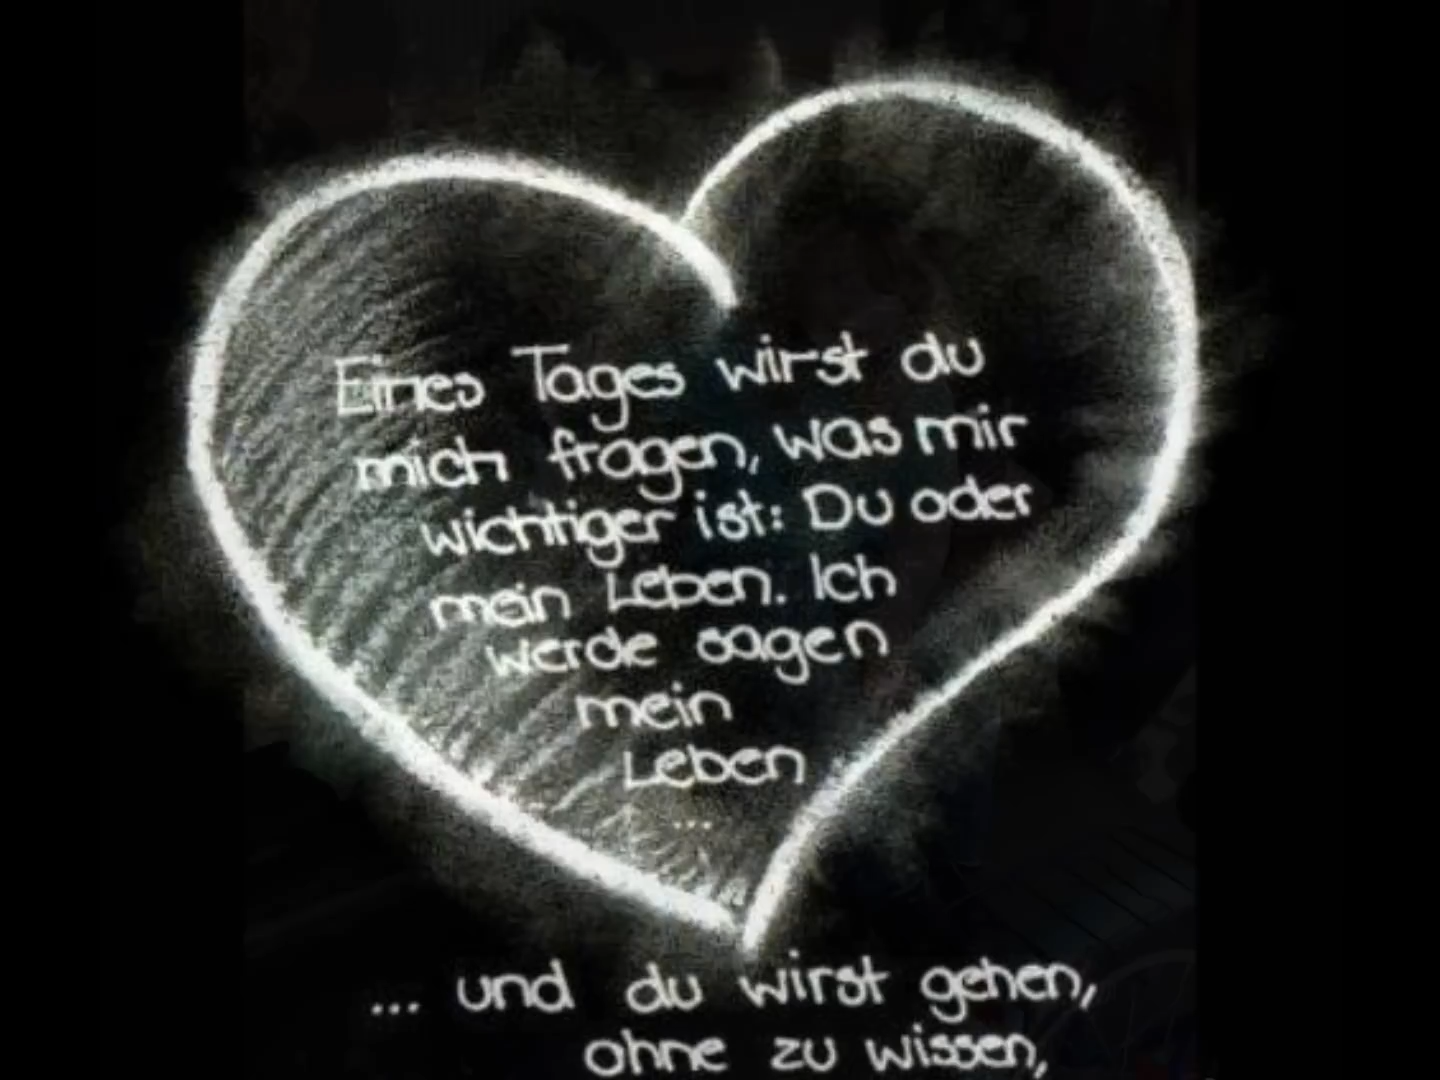 Eines Tages wirst du
mich fragen, was mir
wichtiger ist: Du oder
mein Leben. Ich
werde sagen
mein
Leben
...
... und du wirst gehen,
ohne zu wissen,